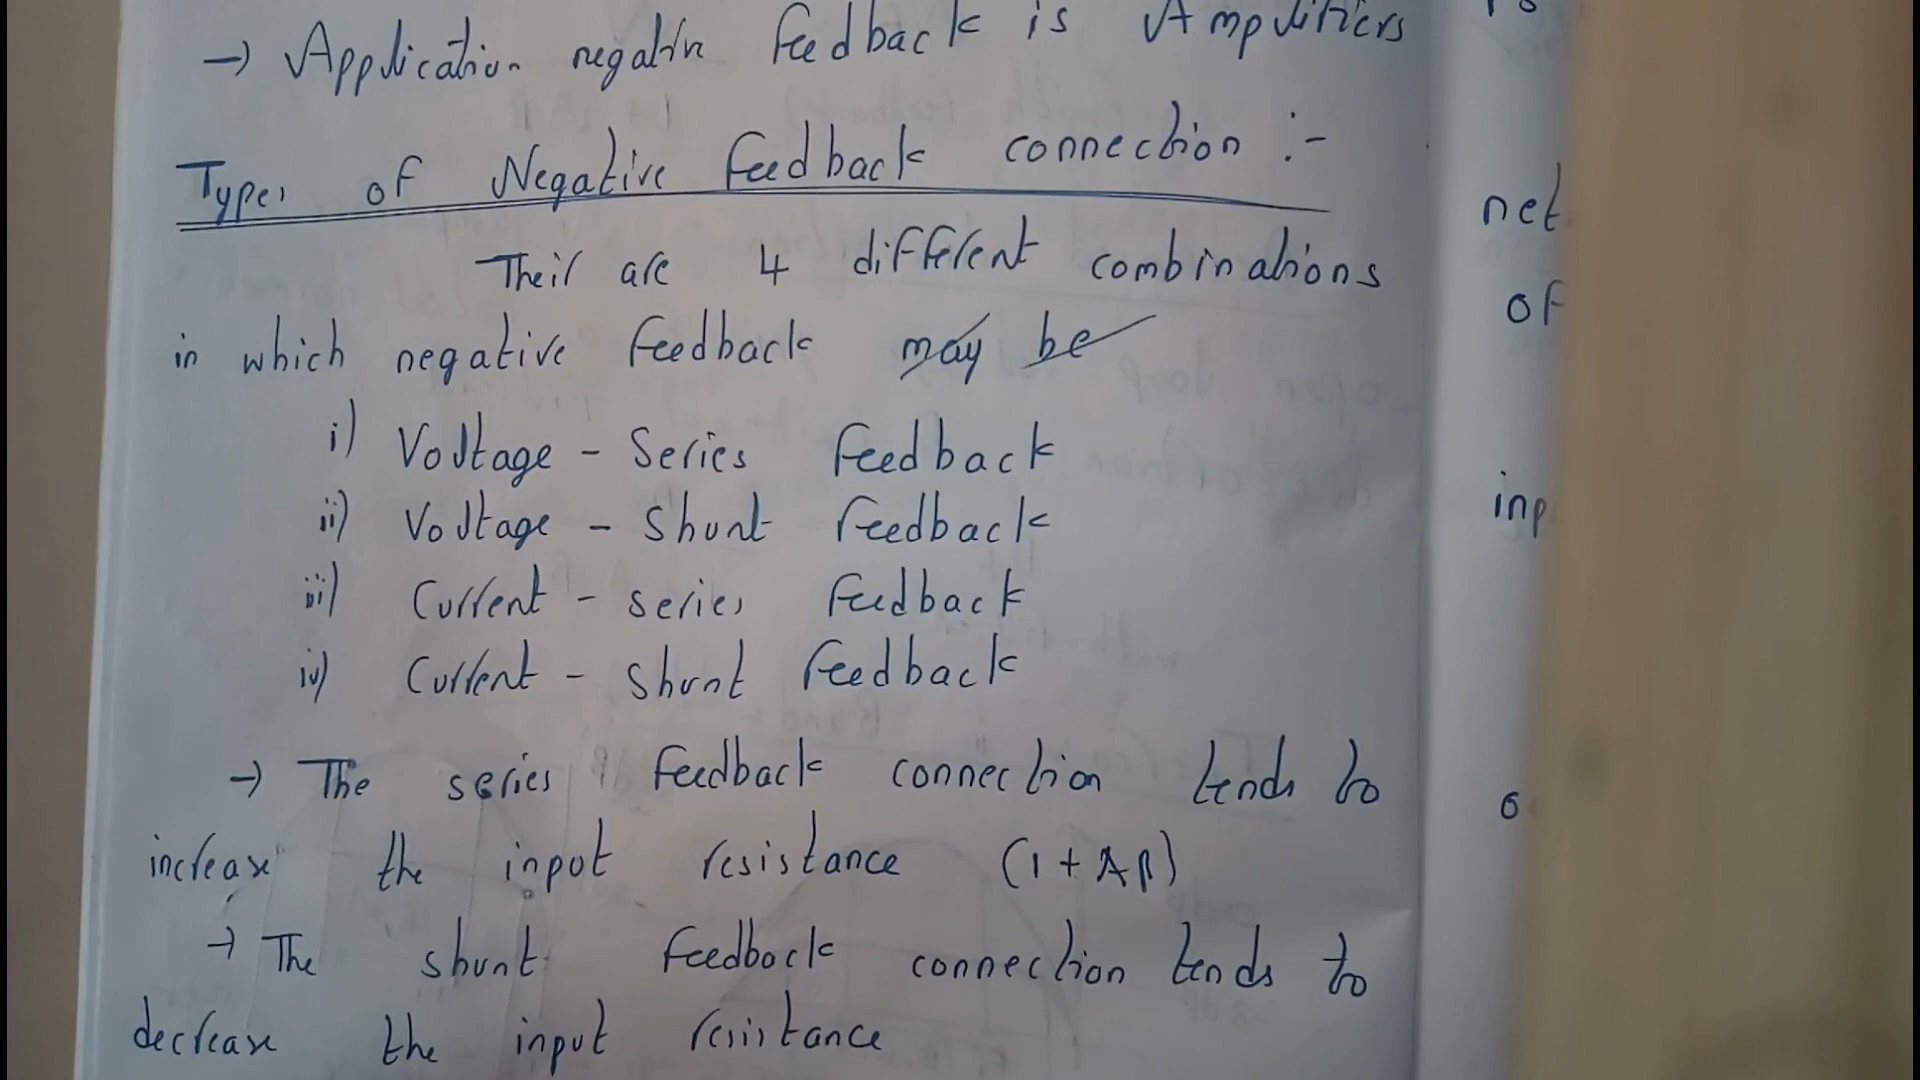 → Application negative feedback is Amplifiers
Types of Negative feedback connection :-
Their are 4 different combinations
in which negative feedback may be
i) Voltage - Series feedback
ii) Voltage - Shunt feedback
iii) Current - series feedback
iv) Current - shunt feedback
→ The series feedback connection tends to
increase the input resistance (1 + Aβ)
→ The shunt feedback connection tends to
decrease the input resistance
net
of
inp
o